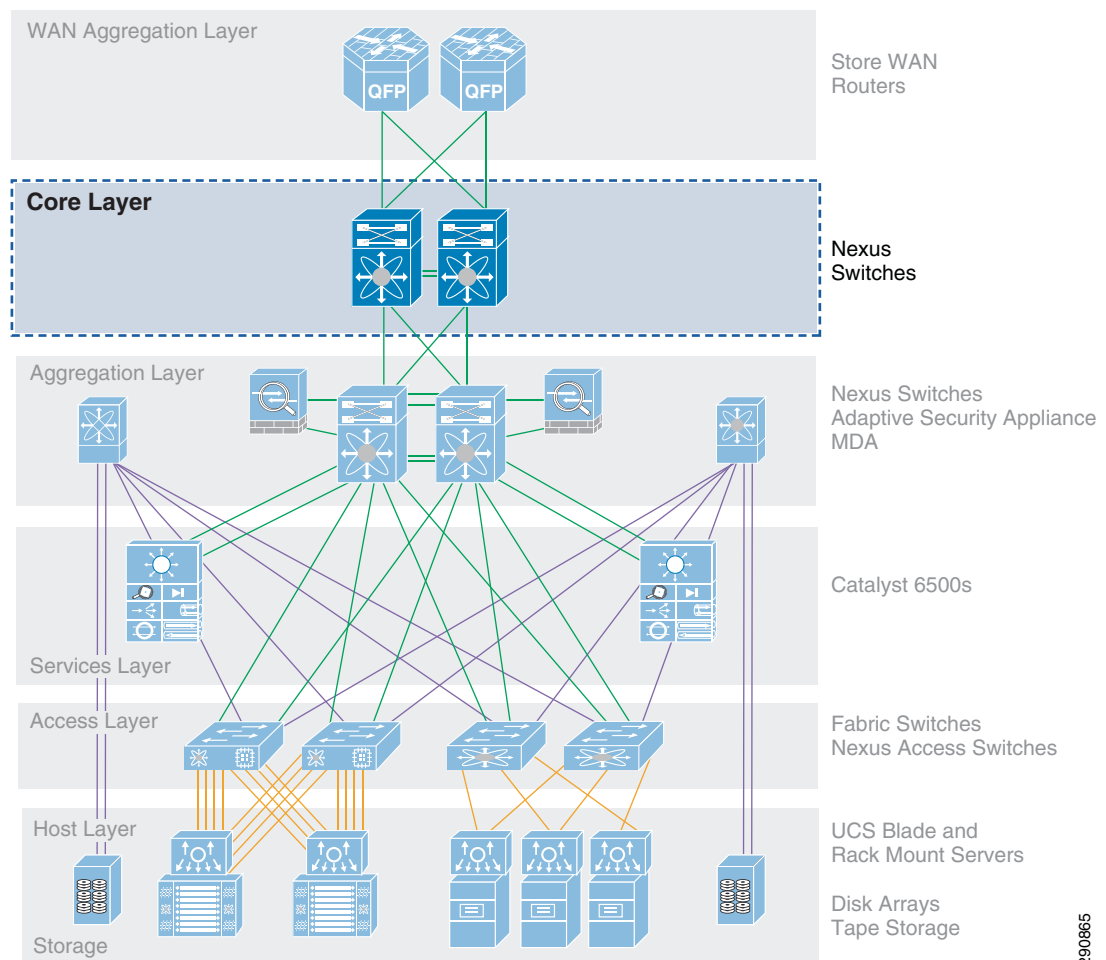 WAN Aggregation Layer
QFP
QFP
Store WAN
Routers
Core Layer
Nexus
Switches
Aggregation Layer
Nexus Switches
Adaptive Security Appliance
MDA
Catalyst 6500s
Services Layer
Access Layer
Fabric Switches
Nexus Access Switches
Host Layer
UCS Blade and
Rack Mount Servers
Disk Arrays
Tape Storage
Storage
290865